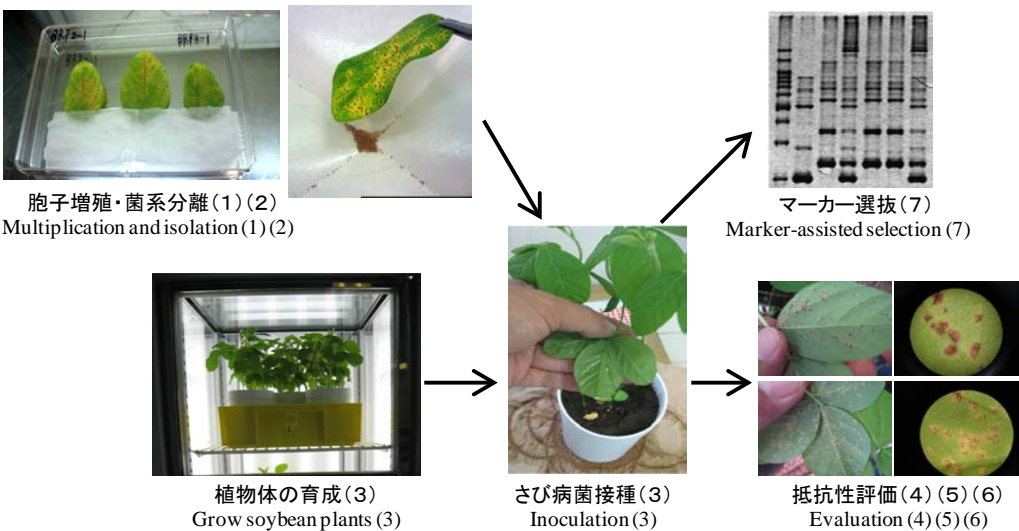 BRP2-1
胞子増殖・菌系分離(1)(2)
Multiplication and isolation (1) (2)
マーカー選抜(7)
Marker-assisted selection (7)
植物体の育成(3)
Grow soybean plants (3)
さび病菌接種(3)
Inoculation (3)
抵抗性評価(4)(5)(6)
Evaluation (4) (5) (6)